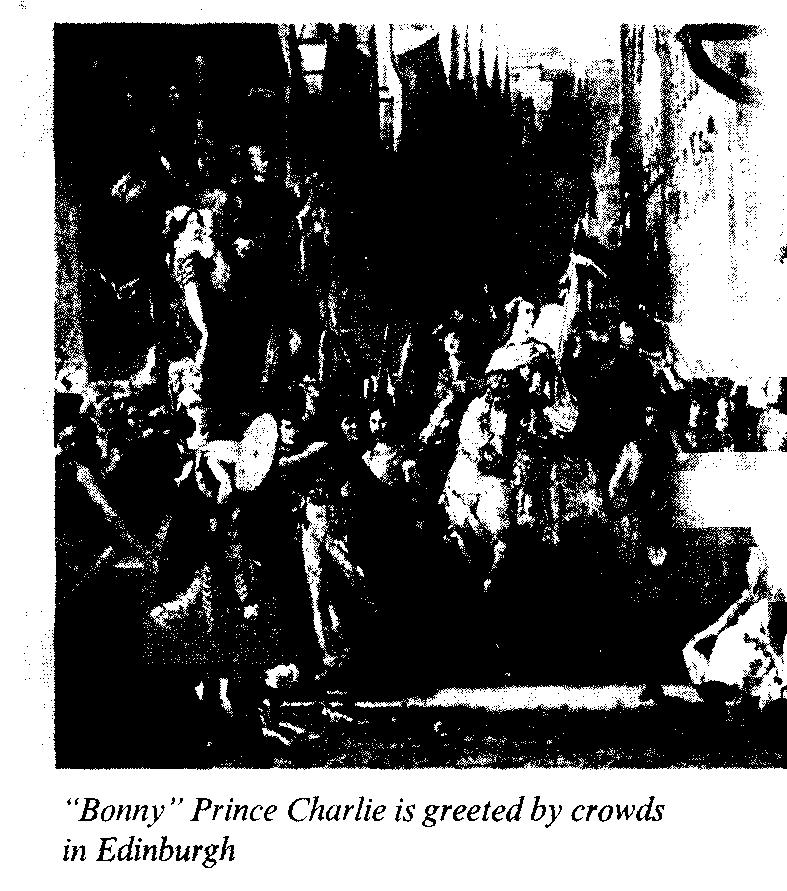 “Bonny” Prince Charlie is greeted by crowds
in Edinburgh